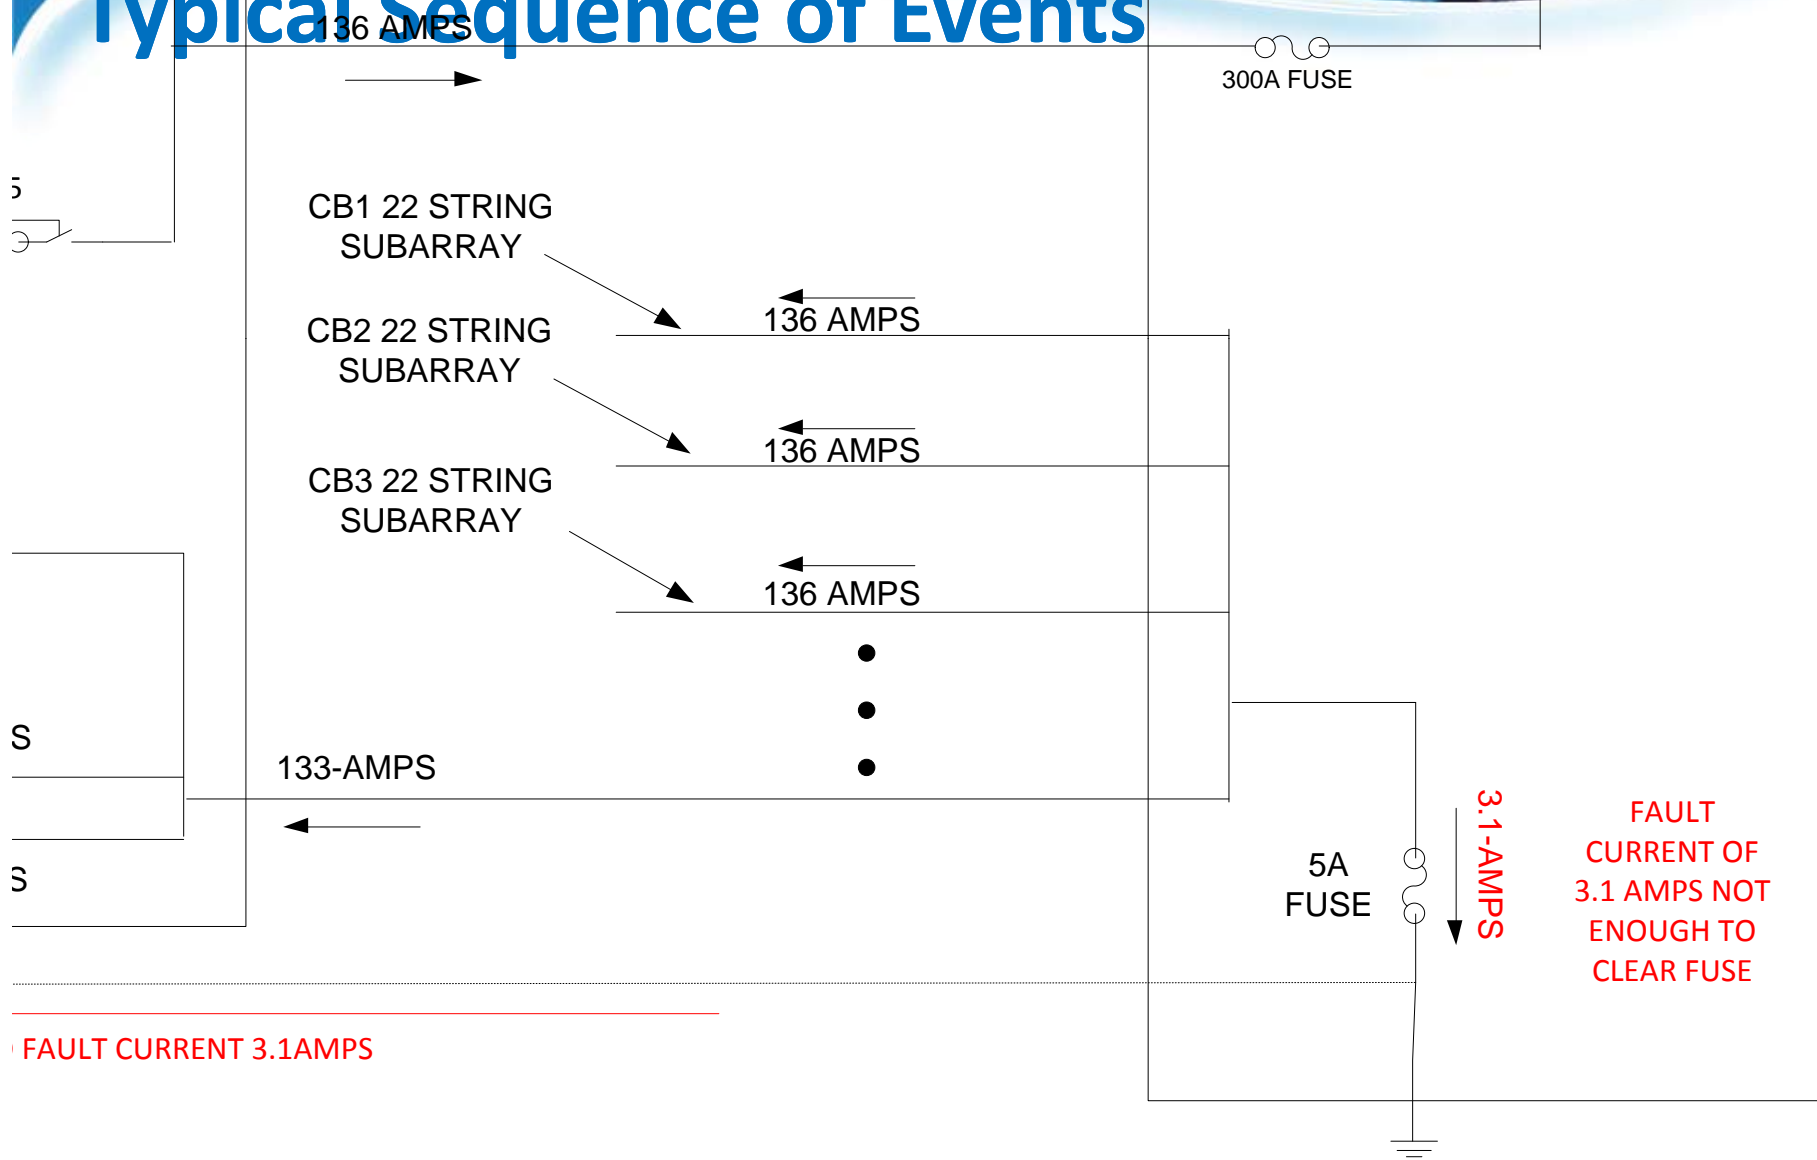 Typical Sequence of Events
136 AMPS
300A FUSE
5
CB1 22 STRING
SUBARRAY
136 AMPS
CB2 22 STRING
SUBARRAY
136 AMPS
CB3 22 STRING
SUBARRAY
136 AMPS
S
133-AMPS
S
5A
FUSE
3.1-AMPS
FAULT
CURRENT OF
3.1 AMPS NOT
ENOUGH TO
CLEAR FUSE
FAULT CURRENT 3.1AMPS